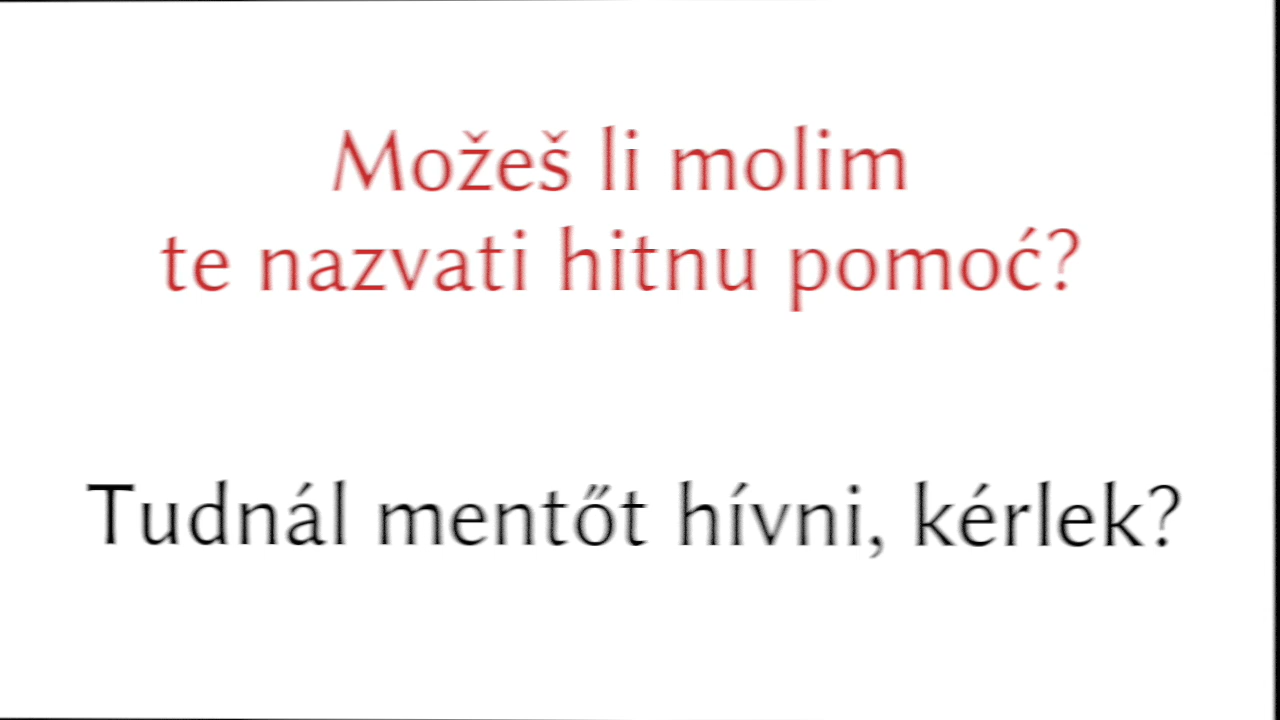 Možeš li molim
te nazvati hitnu pomoć?
Tudnál mentőt hívni, kérlek?